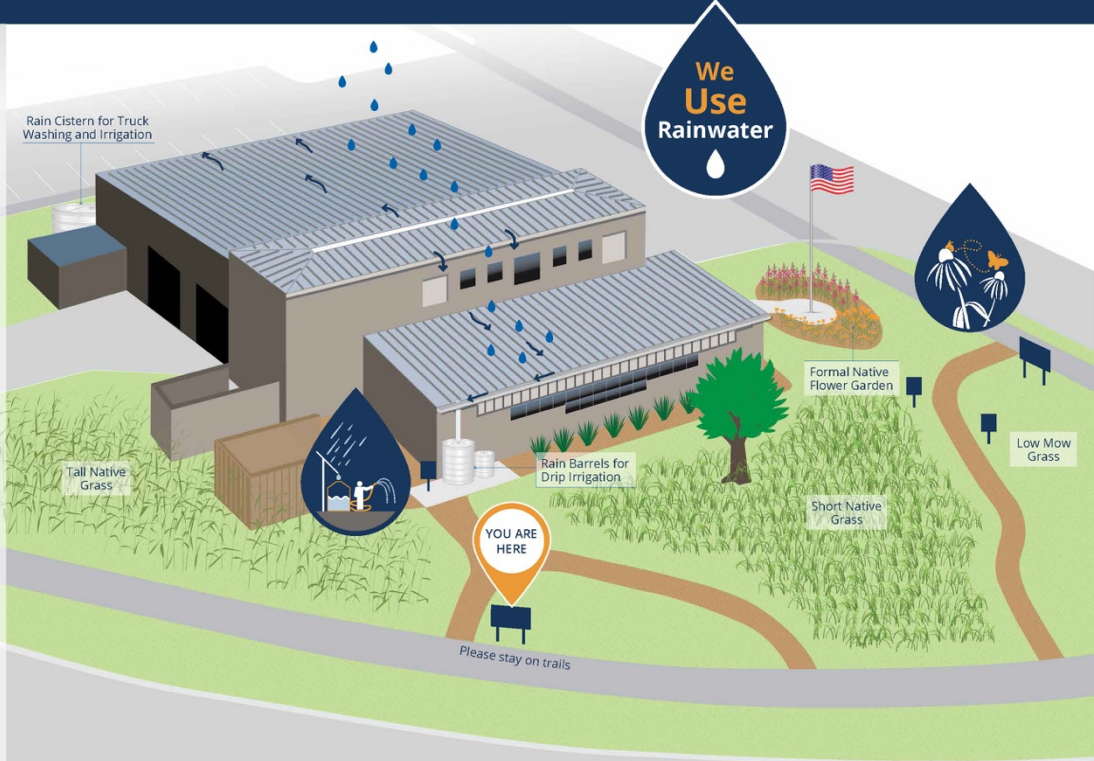 We
Use
Rainwater
Rain Cistern for Truck
Washing and Irrigation
Formal Native
Flower Garden
Low Mow
Grass
Tall Native
Grass
Rain Barrels for
Drip Irrigation
Short Native
Grass
YOU ARE
HERE
Please stay on trails